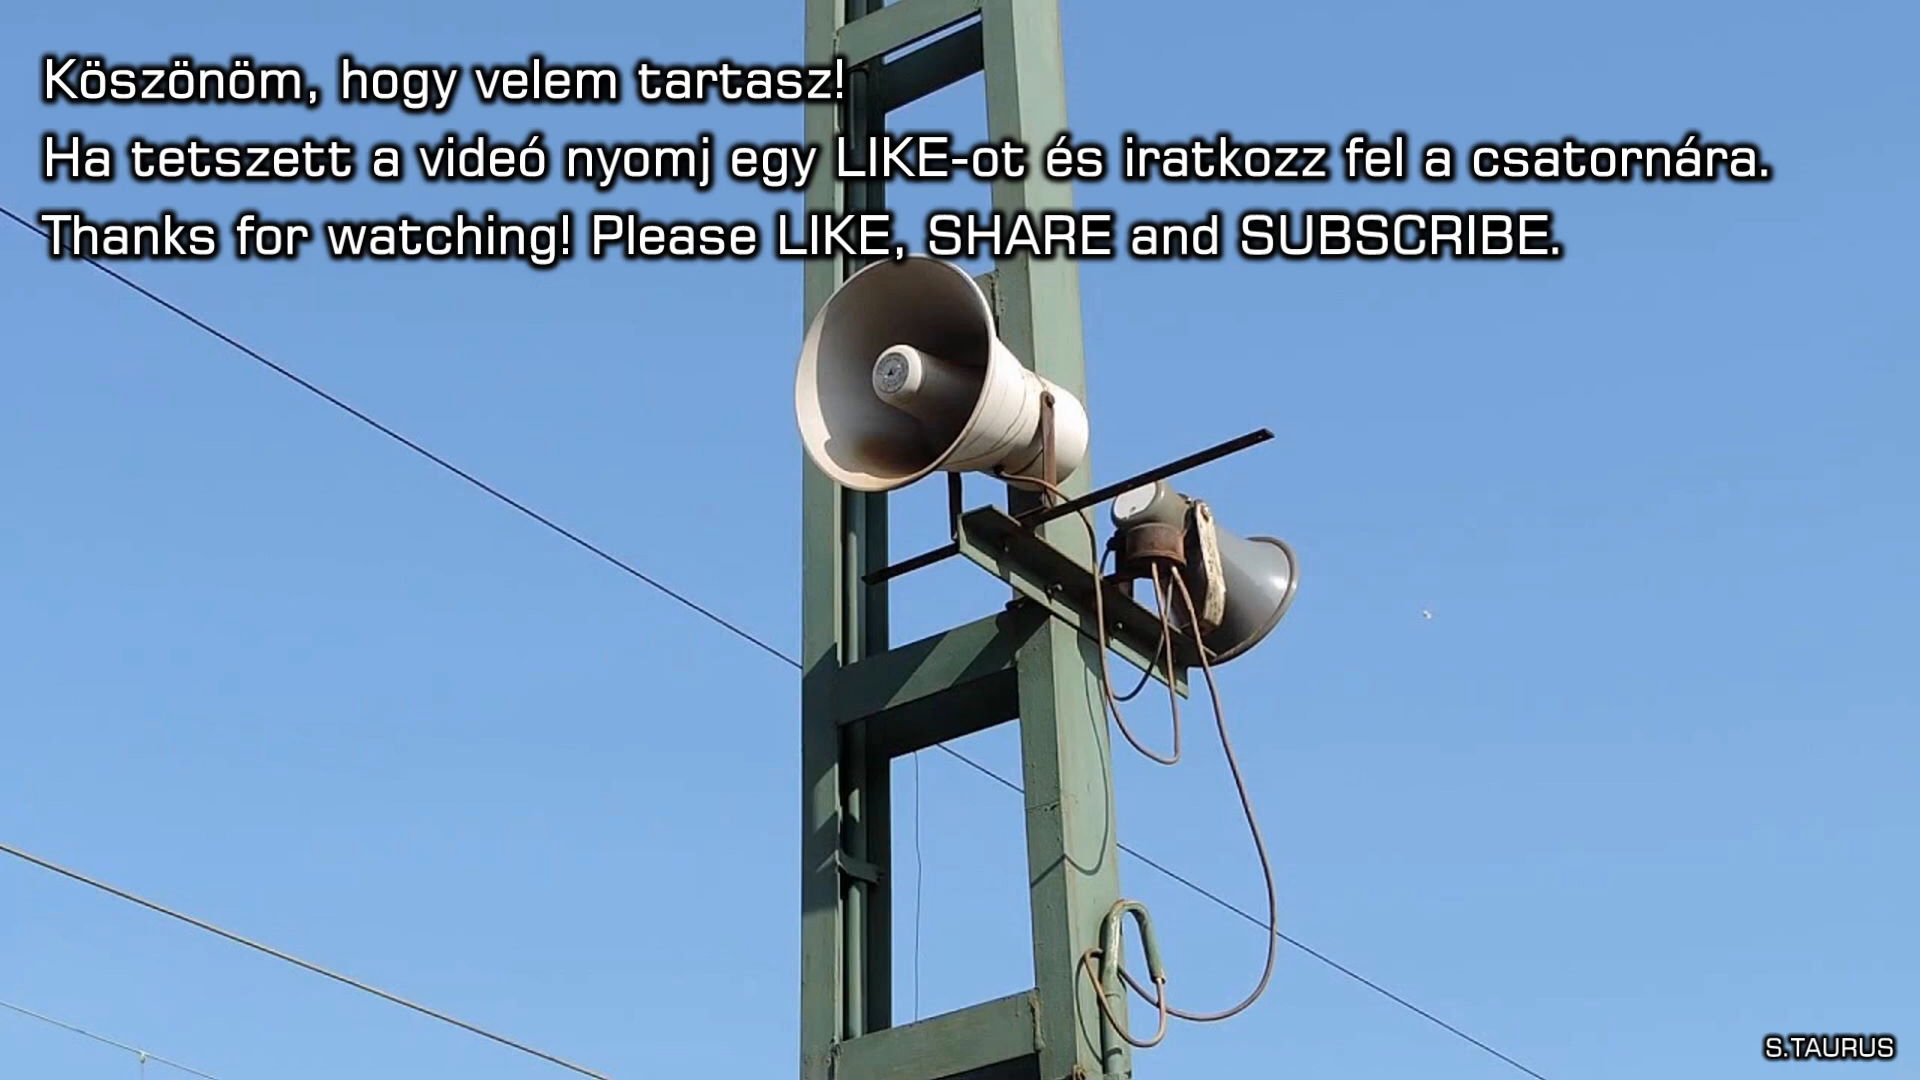 Köszönöm, hogy velem tartasz!
Ha tetszett a videó nyomj egy LIKE-ot és iratkozz fel a csatornára.
Thanks for watching! Please LIKE, SHARE and SUBSCRIBE.
S.TAURUS